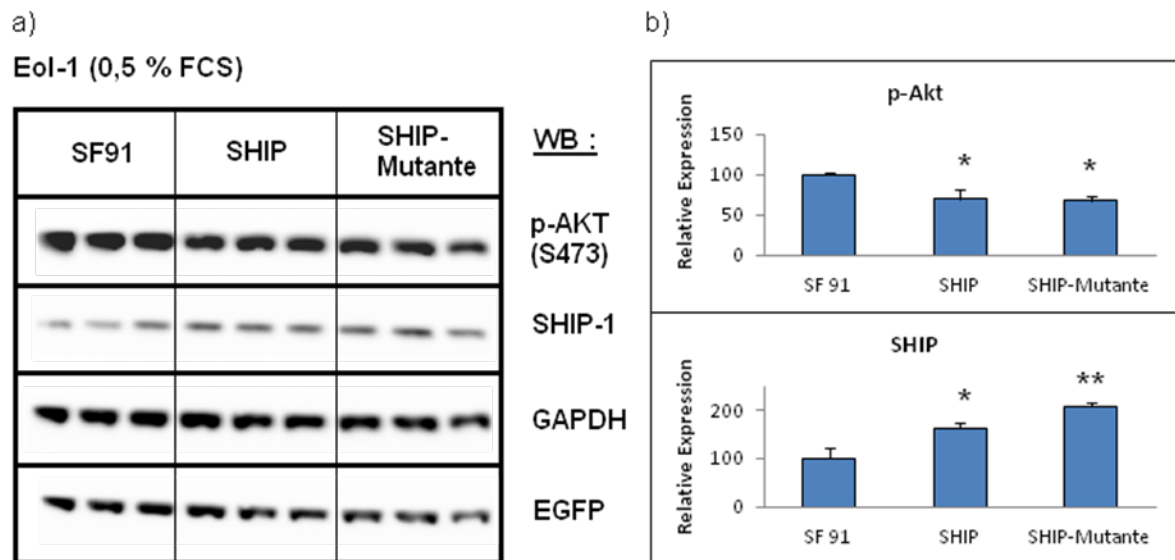 a)
Eol-1 (0,5 % FCS)
SF91
SHIP
SHIP-
Mutante
WB :
p-AKT
(S473)
SHIP-1
GAPDH
EGFP
b)
p-Akt
Relative Expression
150
100
50
0
*
*
SF 91
SHIP
SHIP-Mutante
SHIP
Relative Expression
200
100
0
*
**
SF 91
SHIP
SHIP-Mutante